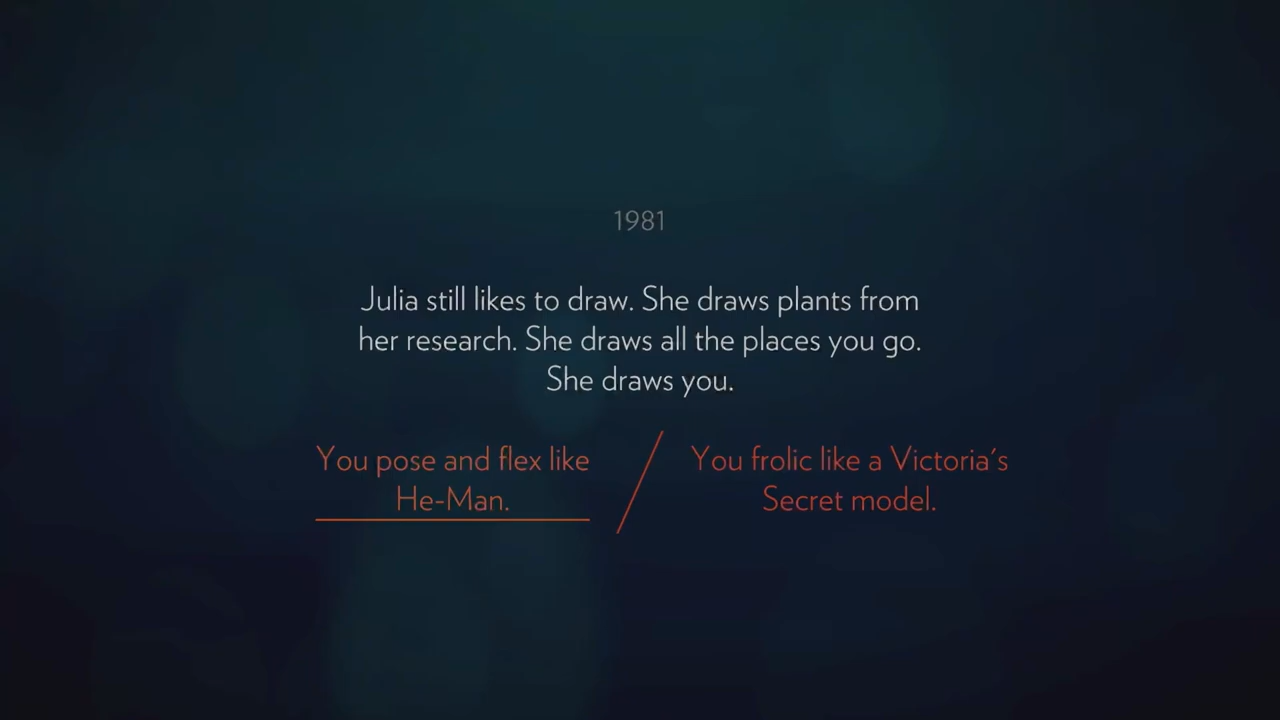 1981
Julia still likes to draw. She draws plants from
her research. She draws all the places you go.
She draws you.
You pose and flex like
He-Man.
You frolic like a Victoria's
Secret model.